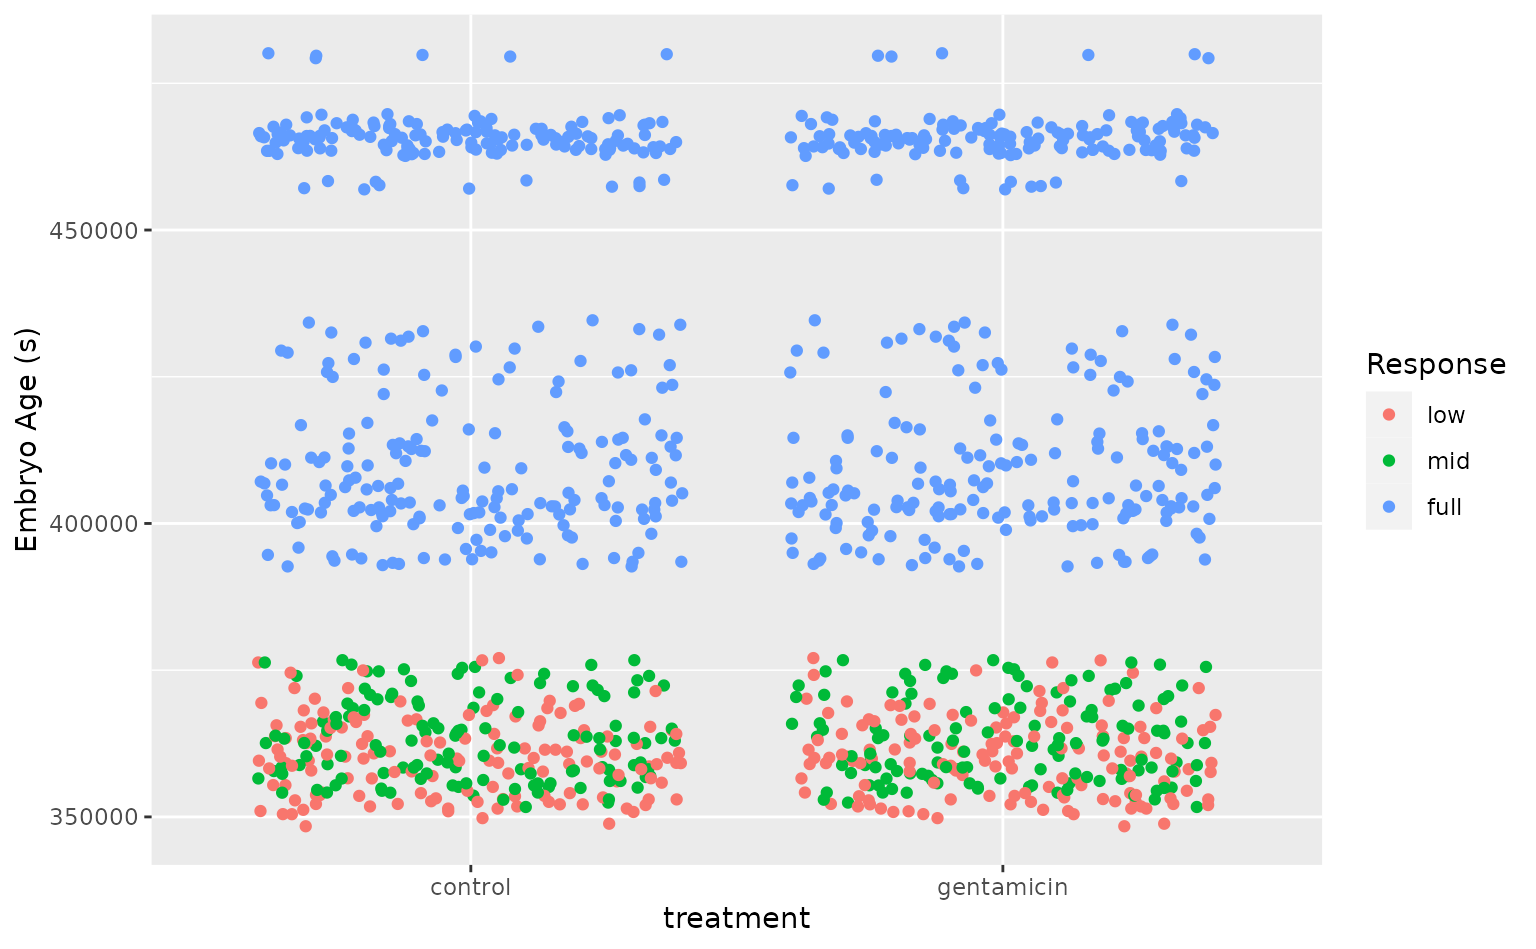 Embryo Age (s)
450000
400000
350000
control
gentamicin
treatment
Response
low
mid
full